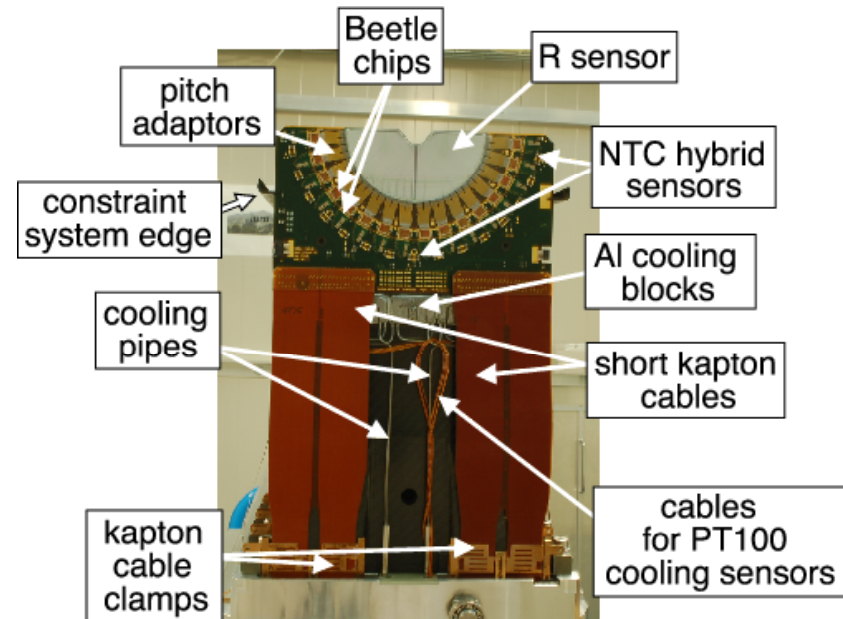 Beetle
chips
R sensor
pitch
adaptors
NTC hybrid
sensors
constraint
system edge
Al cooling
blocks
cooling
pipes
short kapton
cables
cables
for PT100
cooling sensors
kapton
cable
clamps